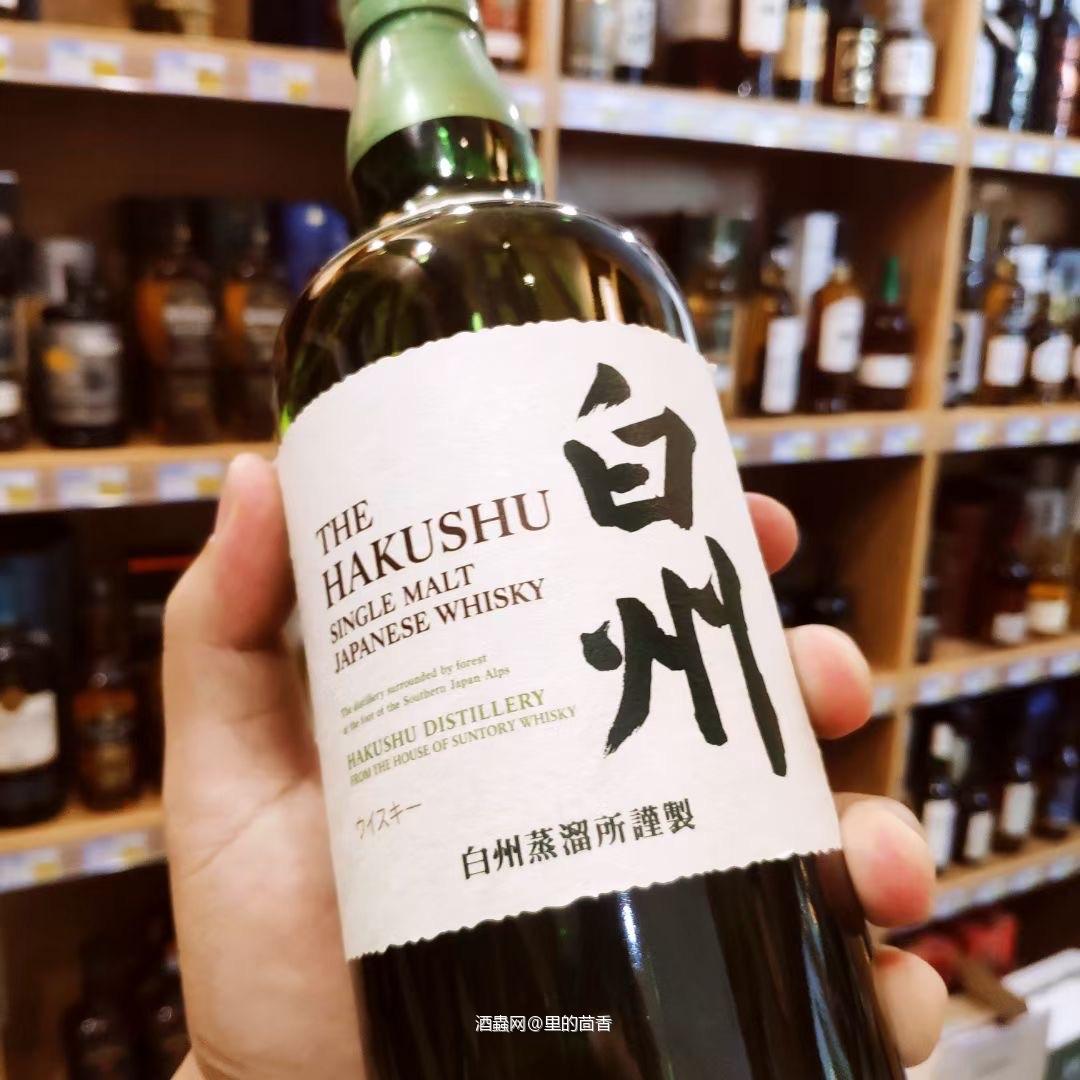 白州
THE
HAKUSHU
SINGLE MALT
JAPANESE WHISKY
The distillery surrounded by forest
at the foot of the Southern Japan Alps
HAKUSHU DISTILLERY
FROM THE HOUSE OF SUNTORY WHISKY
ウイスキー
白州蒸溜所謹製
酒蟲网@里的茴香